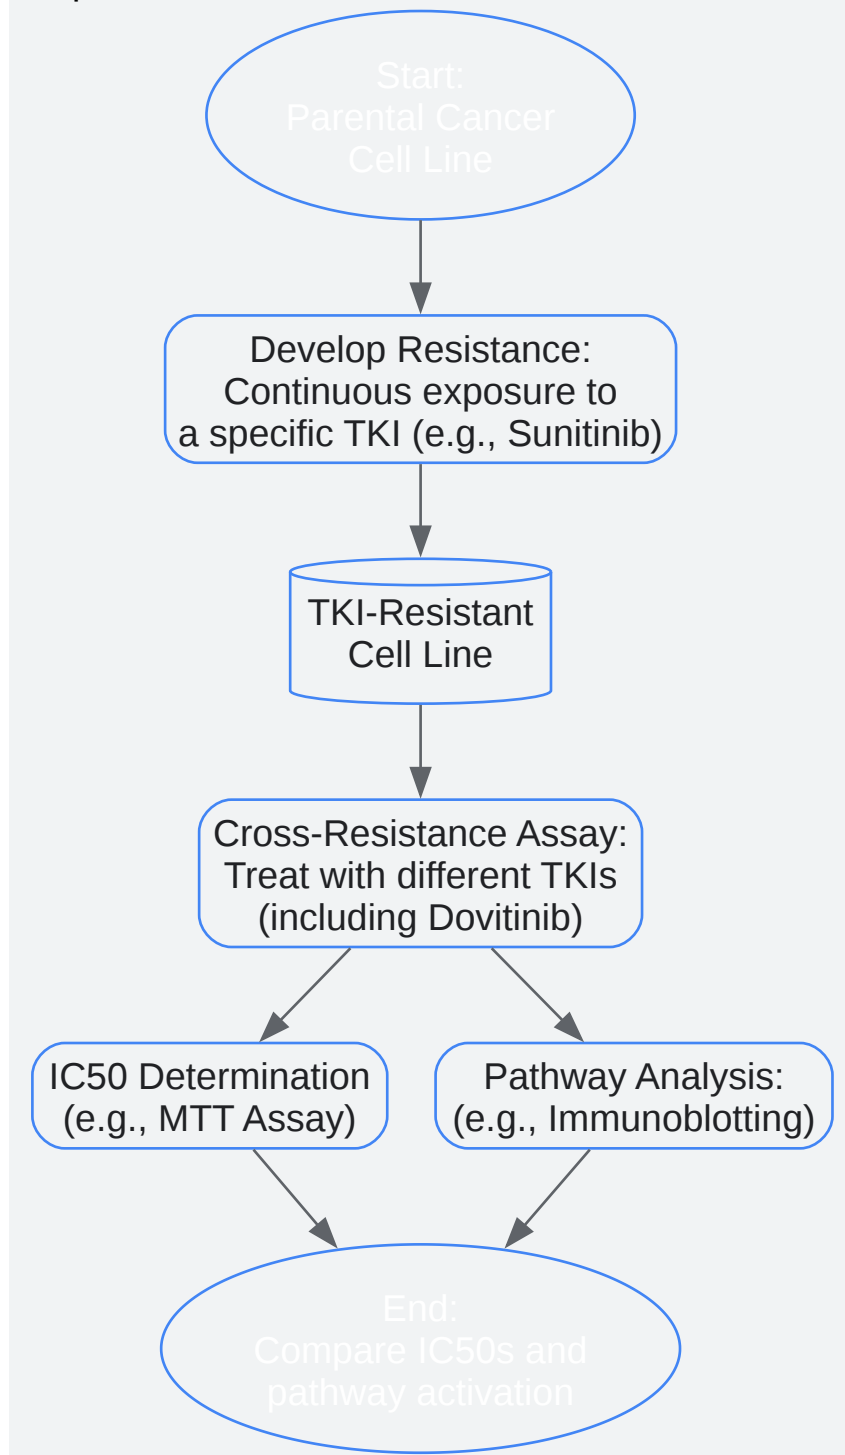 Start:
Parental Cancer
Cell Line
Develop Resistance:
Continuous exposure to
a specific TKI (e.g., Sunitinib)
TKI-Resistant
Cell Line
Cross-Resistance Assay:
Treat with different TKIs
(including Dovitinib)
IC50 Determination
(e.g., MTT Assay)
Pathway Analysis:
(e.g., Immunoblotting)
End:
Compare IC50s and
pathway activation